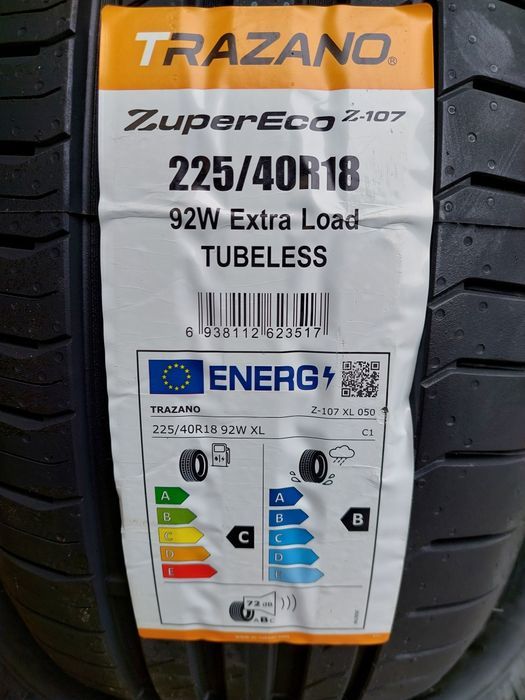 TRAZANO®
ZuperEco Z-107
225/40R18
92W Extra Load
TUBELESS
6 938112 623517
ENERG
TRAZANO Z-107 XL 050
225/40R18 92W XL C1
A A
B B B
C C C
D D
E E
72 dB
ABC